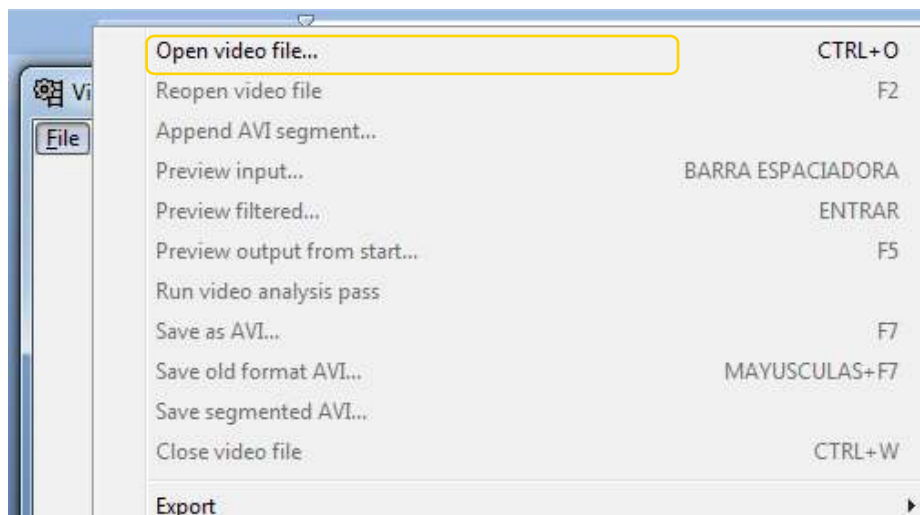 Open video file... CTRL+O
Vi
Reopen video file F2
File
Append AVI segment...
Preview input... BARRA ESPACIADORA
Preview filtered... ENTRAR
Preview output from start... F5
Run video analysis pass
Save as AVI... F7
Save old format AVI... MAYUSCULAS+F7
Save segmented AVI...
Close video file CTRL+W
Export